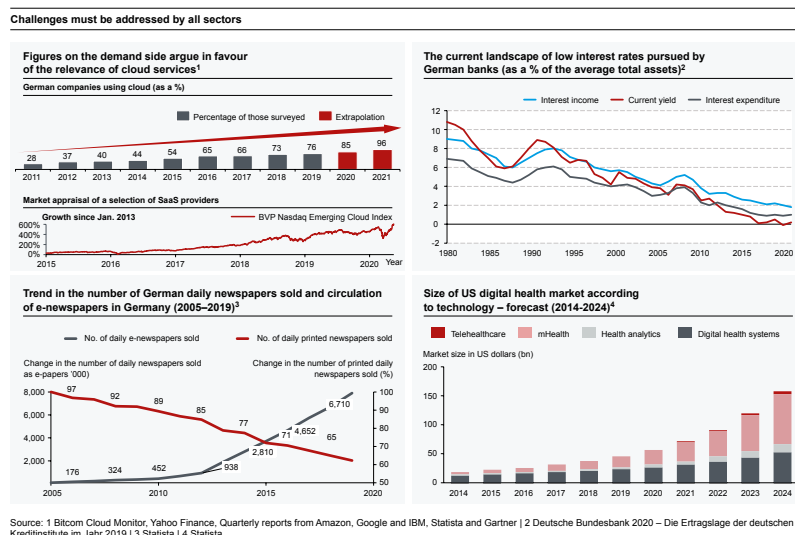 Challenges must be addressed by all sectors
Figures on the demand side argue in favour
of the relevance of cloud services1
German companies using cloud (as a %)
Percentage of those surveyed
Extrapolation
28 37 40 44 54 65 66 73 76 85 96
2011 2012 2013 2014 2015 2016 2017 2018 2019 2020 2021
Market appraisal of a selection of SaaS providers
Growth since Jan. 2013
BVP Nasdaq Emerging Cloud Index
600%
400%
200%
0%
2015 2016 2017 2018 2019 2020 Year
The current landscape of low interest rates pursued by
German banks (as a % of the average total assets)2
Interest income Current yield Interest expenditure
12
10
8
6
4
2
0
-2
1980 1985 1990 1995 2000 2005 2010 2015 2020
Trend in the number of German daily newspapers sold and circulation
of e-newspapers in Germany (2005–2019)3
No. of daily e-newspapers sold No. of daily printed newspapers sold
Change in the number of daily newspapers sold
as e-papers '000)
Change in the number of printed daily
newspapers sold (%)
8,000
6,000
4,000
2,000
100
90
80
70
60
50
97 92 89 85 77 71 65
176 324 452 938 2,810 4,652 6,710
2005 2010 2015 2020
Size of US digital health market according
to technology – forecast (2014-2024)4
Telehealthcare mHealth Health analytics Digital health systems
Market size in US dollars (bn)
200
150
100
50
0
2014 2015 2016 2017 2018 2019 2020 2021 2022 2023 2024
Source: 1 Bitcom Cloud Monitor, Yahoo Finance, Quarterly reports from Amazon, Google and IBM, Statista and Gartner | 2 Deutsche Bundesbank 2020 – Die Ertragslage der deutschen
Kreditinstitute im Jahr 2019 | 3 Statista | 4 Statista